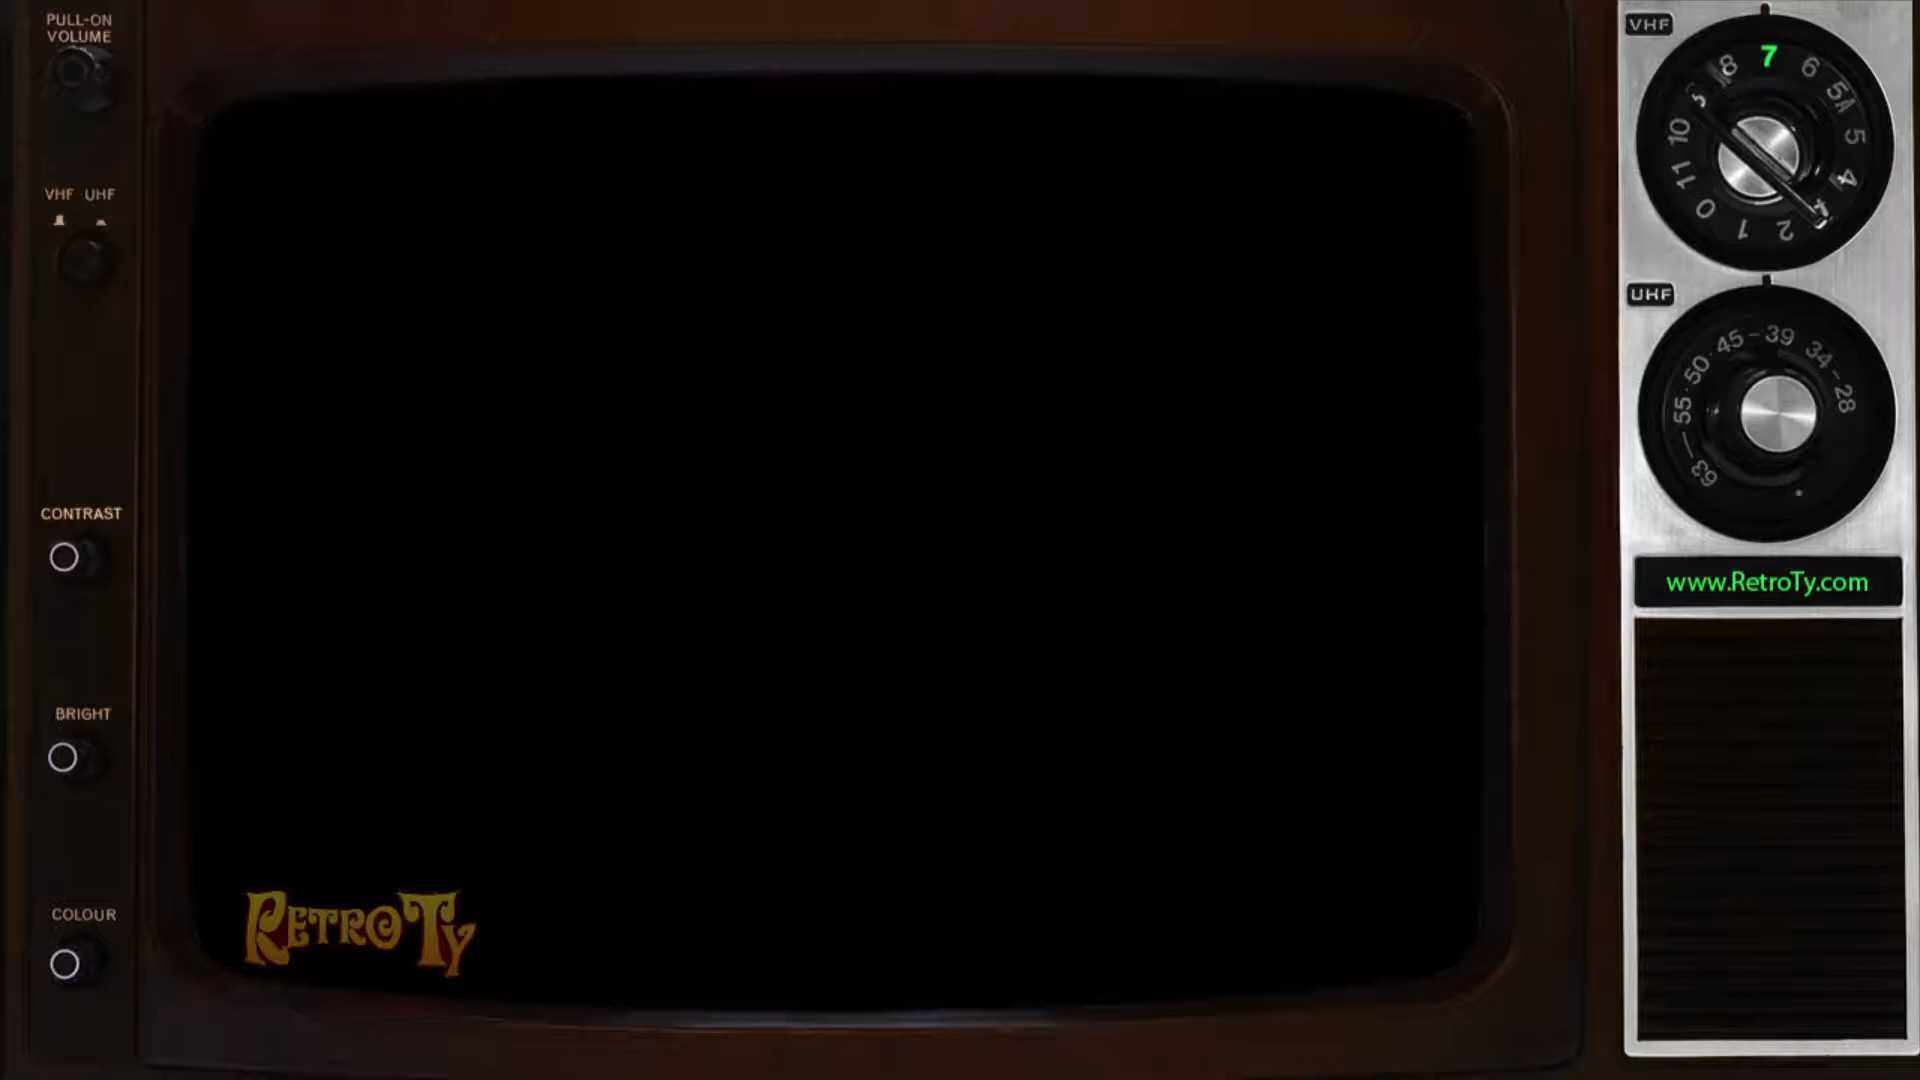 PULL-ON
VOLUME
VHF UHF
CONTRAST
BRIGHT
COLOUR
RETROTY
VHF
7
6
5A
5
4
2
1
0
11
10
8
UHF
63
55
50
45
39
34
28
www.RetroTy.com